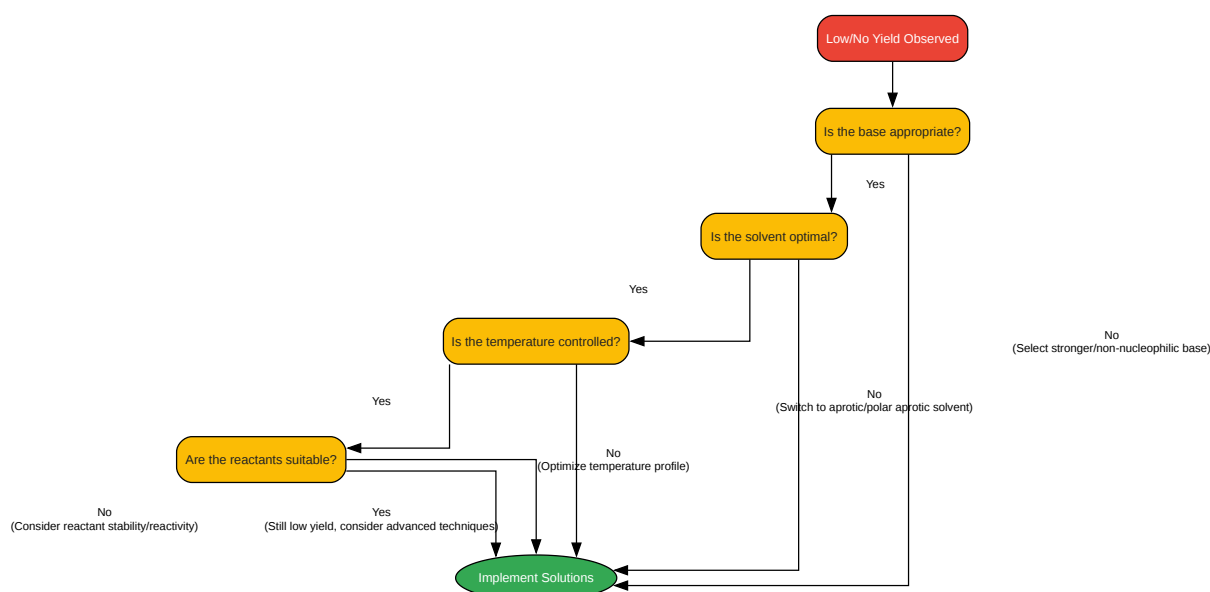 Low/No Yield Observed
Is the base appropriate?
Yes
Is the solvent optimal?
Yes
No
(Select stronger/non-nucleophilic base)
Is the temperature controlled?
No
(Switch to aprotic/polar aprotic solvent)
Yes
No
(Optimize temperature profile)
Are the reactants suitable?
No
(Consider reactant stability/reactivity)
Yes
(Still low yield, consider advanced techniques)
Implement Solutions